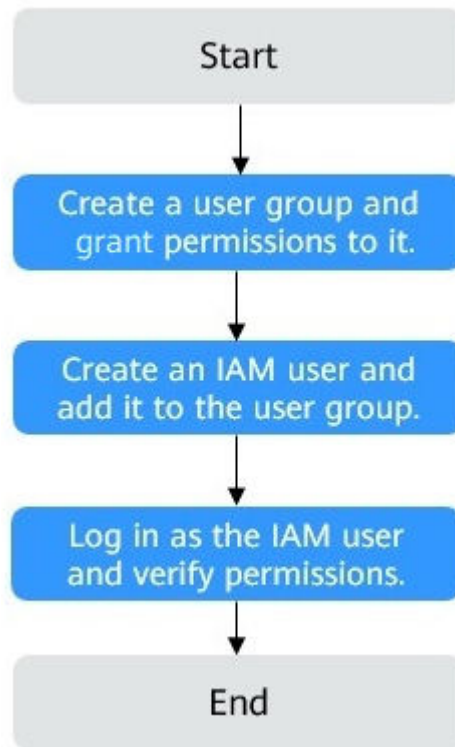 Start
Create a user group and
grant permissions to it.
Create an IAM user and
add it to the user group.
Log in as the IAM user
and verify permissions.
End